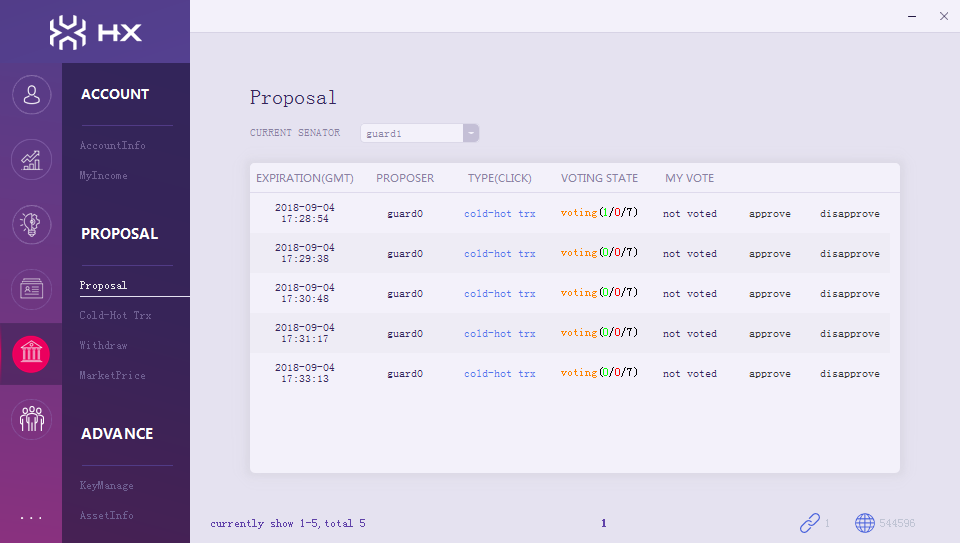 HX
ACCOUNT
AccountInfo
MyIncome
PROPOSAL
Proposal
Cold-Hot Trx
Withdraw
MarketPrice
ADVANCE
KeyManage
AssetInfo
...
Proposal
CURRENT SENATOR guard1
EXPIRATION(GMT) PROPOSER TYPE(CLICK) VOTING STATE MY VOTE
2018-09-04
17:28:54 guard0 cold-hot trx voting(1/0/7) not voted approve disapprove
2018-09-04
17:29:38 guard0 cold-hot trx voting(0/0/7) not voted approve disapprove
2018-09-04
17:30:48 guard0 cold-hot trx voting(0/0/7) not voted approve disapprove
2018-09-04
17:31:17 guard0 cold-hot trx voting(0/0/7) not voted approve disapprove
2018-09-04
17:33:13 guard0 cold-hot trx voting(0/0/7) not voted approve disapprove
currently show 1-5,total 5 1 1 544596